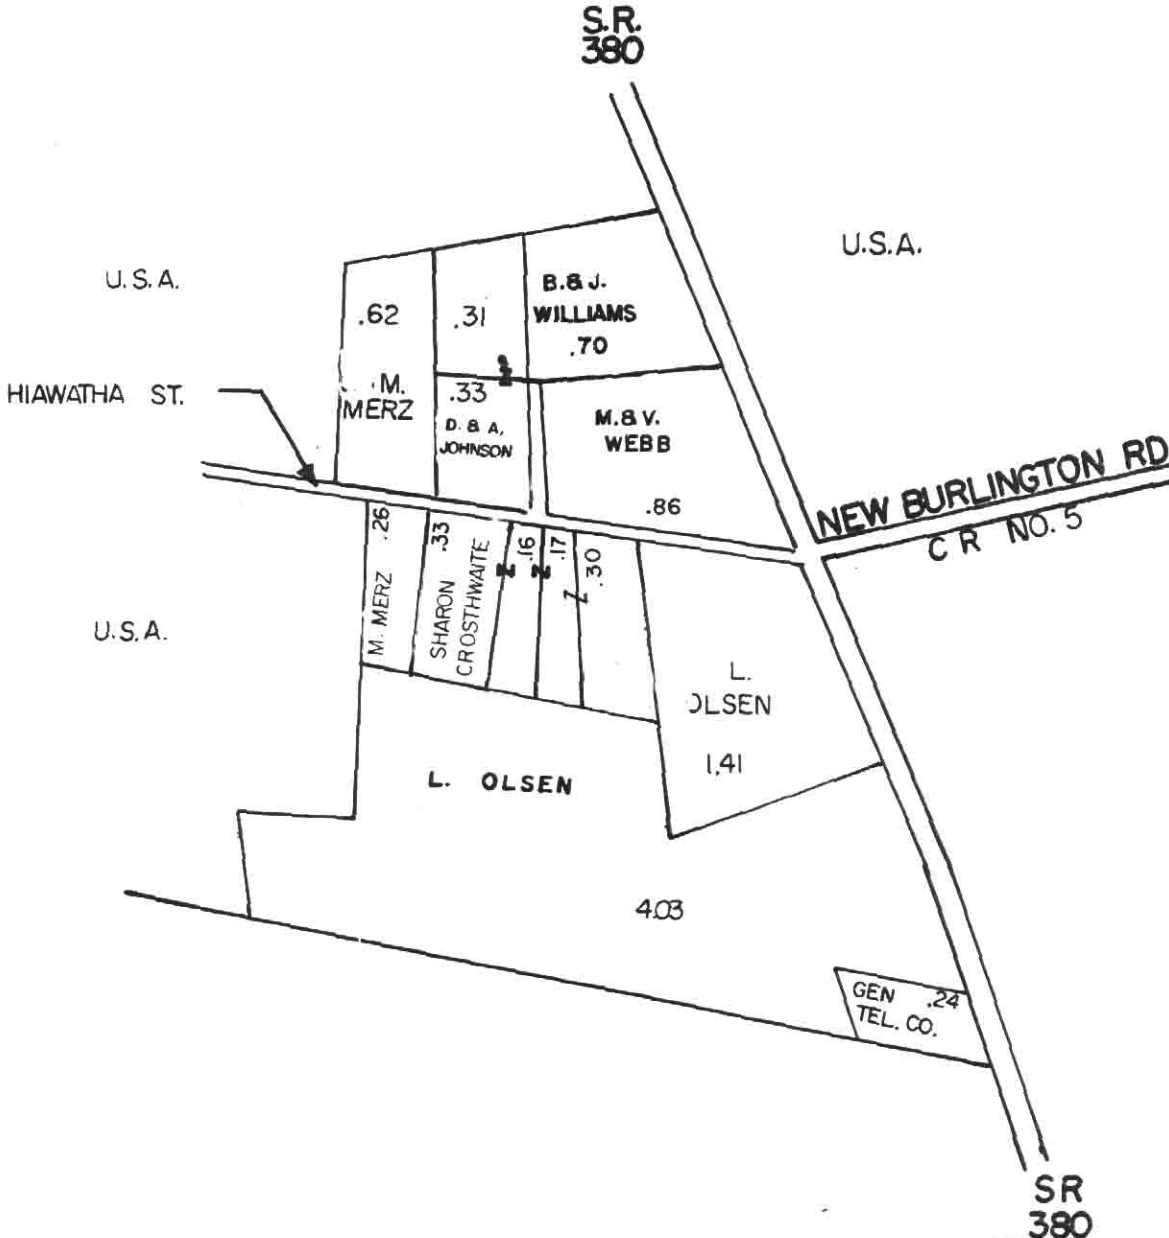 S.R.
380
U.S.A.
U.S.A.
B.&J.
WILLIAMS
.70
.62
.31
M.
MERZ
.33
D. & A.
JOHNSON
HIAWATHA ST.
M.&V.
WEBB
.86
NEW BURLINGTON RD
C R NO. 5
M. MERZ .26
.33
SHARON
CROSTHWAITE
.16
.17
.30
U.S.A.
L.
OLSEN
1.41
L. OLSEN
4.03
GEN .24
TEL. CO.
SR
380